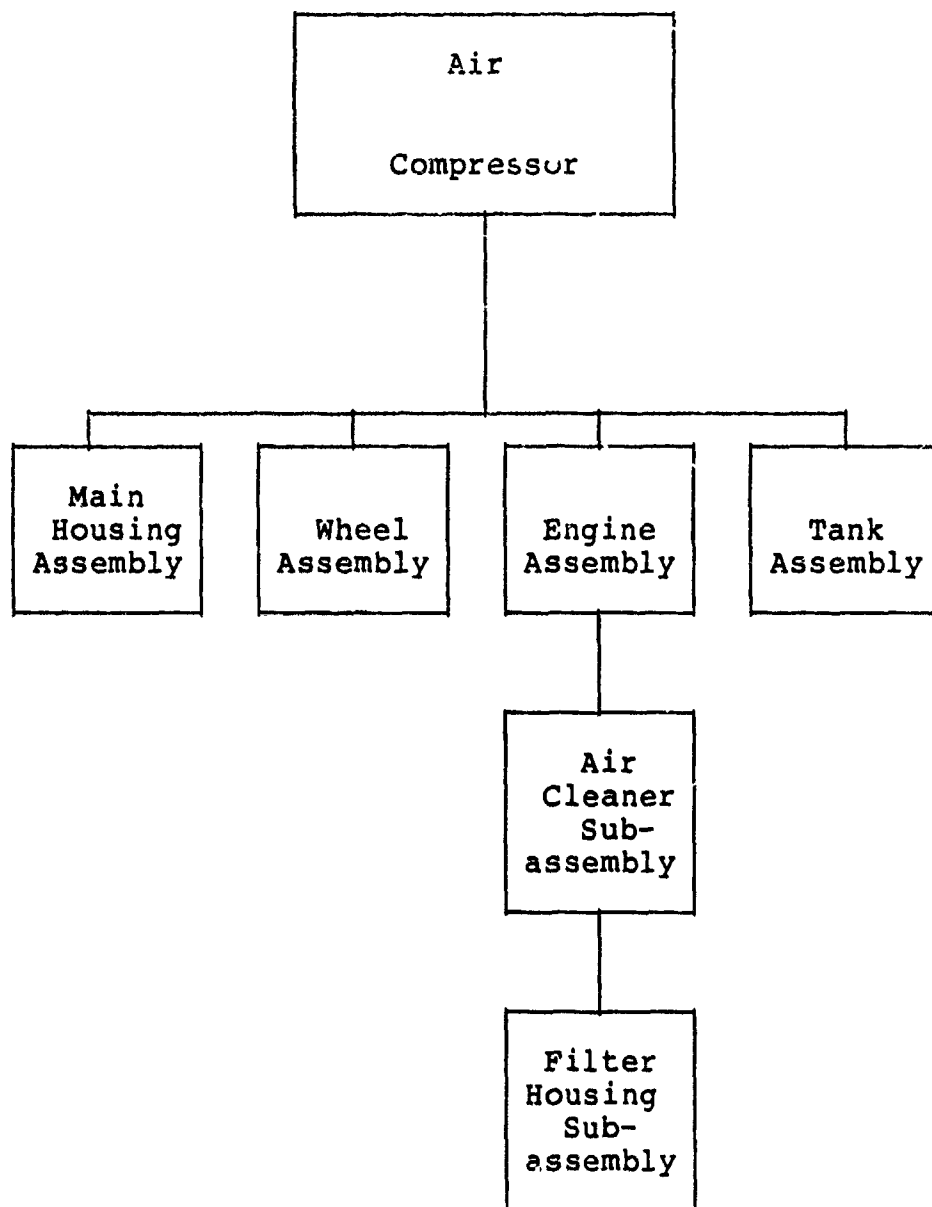 Air
Compressor
Main
Housing
Assembly
Wheel
Assembly
Engine
Assembly
Tank
Assembly
Air
Cleaner
Sub-
assembly
Filter
Housing
Sub-
assembly